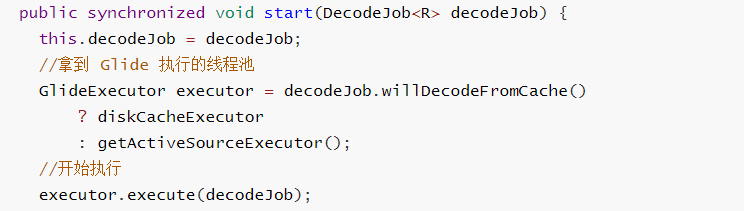 public synchronized void start(DecodeJob<R> decodeJob) {
this.decodeJob = decodeJob;
//拿到 Glide 执行的线程池
GlideExecutor executor = decodeJob.willDecodeFromCache()
? diskCacheExecutor
: getActiveSourceExecutor();
//开始执行
executor.execute(decodeJob);